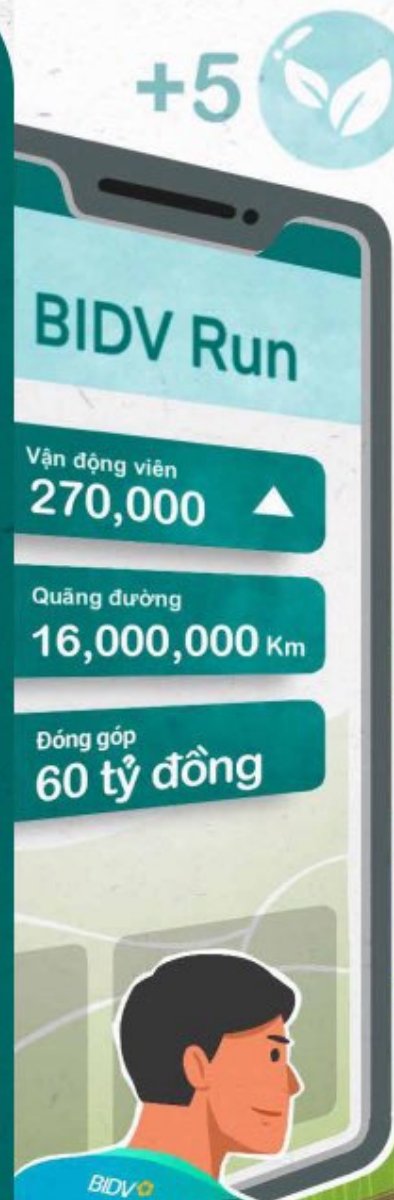 +5
BIDV Run
Vận động viên
270,000
Quãng đường
16,000,000 Km
Đóng góp
60 tỷ đồng
BIDV